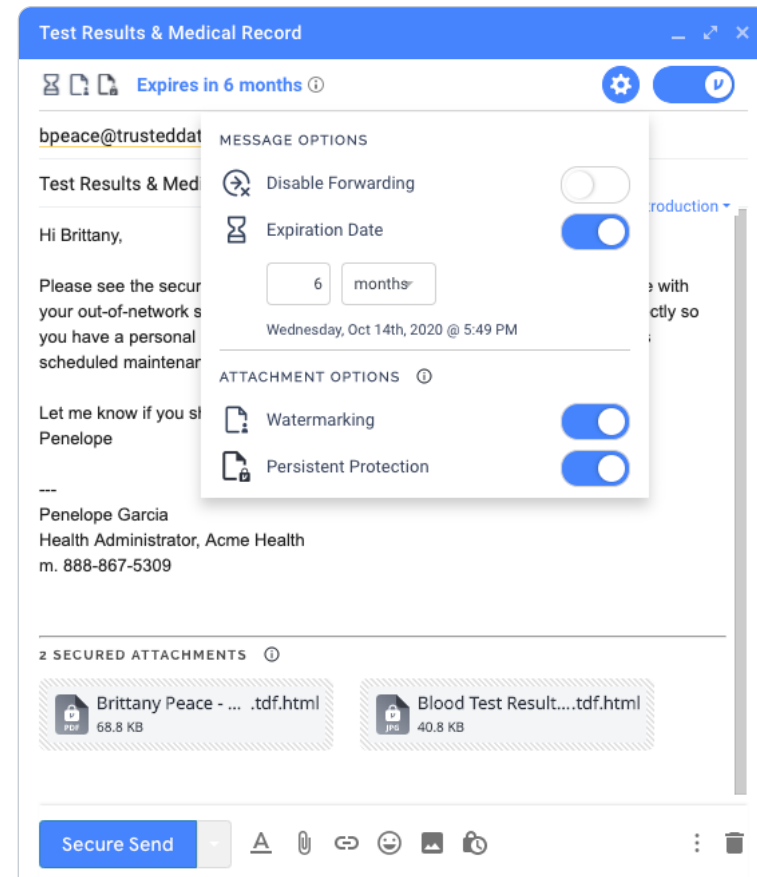 Test Results & Medical Record
Expires in 6 months
bpeace@trusteddat
MESSAGE OPTIONS
Test Results & Medi
Disable Forwarding
roduction
Hi Brittany,
Expiration Date
Please see the secur
6 months
with
your out-of-network s
ctly so
you have a personal
Wednesday, Oct 14th, 2020 @ 5:49 PM
scheduled maintenan
ATTACHMENT OPTIONS
Let me know if you sh
Watermarking
Penelope
Persistent Protection
---
Penelope Garcia
Health Administrator, Acme Health
m. 888-867-5309
2 SECURED ATTACHMENTS
Brittany Peace - ... .tdf.html
Blood Test Result....tdf.html
PDF
68.8 KB
JPG
40.8 KB
Secure Send